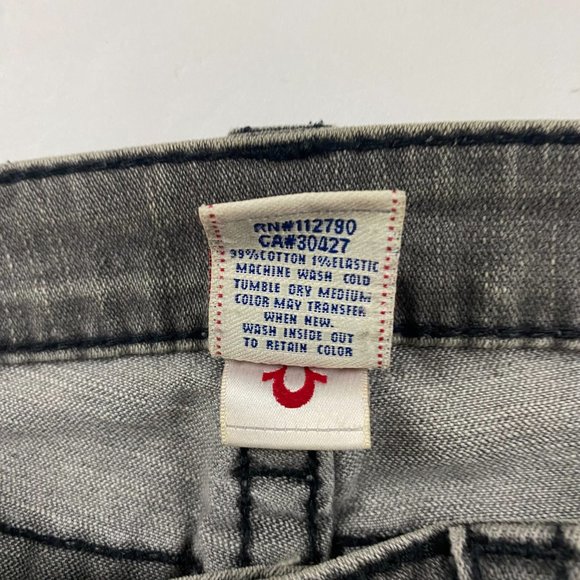 RN#112790
CA#30427
99%COTTON 1%ELASTIC
MACHINE WASH COLD
TUMBLE DRY MEDIUM
COLOR MAY TRANSFER
WHEN NEW.
WASH INSIDE OUT
TO RETAIN COLOR